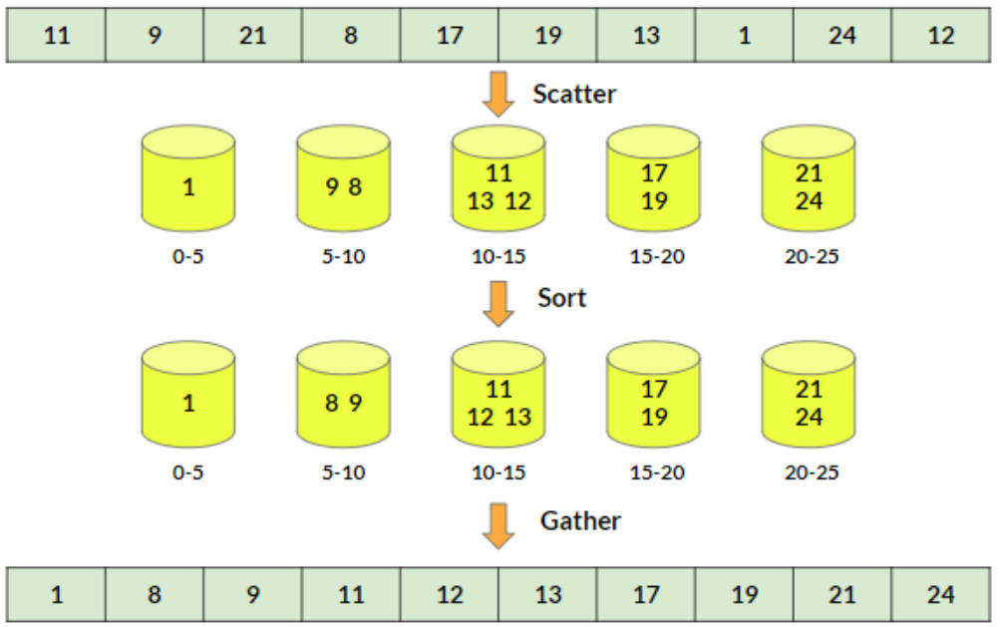 11 9 21 8 17 19 13 1 24 12
Scatter
1 9 8 11 17 21
13 12 19 24
0-5 5-10 10-15 15-20 20-25
Sort
1 8 9 11 17 21
12 13 19 24
0-5 5-10 10-15 15-20 20-25
Gather
1 8 9 11 12 13 17 19 21 24